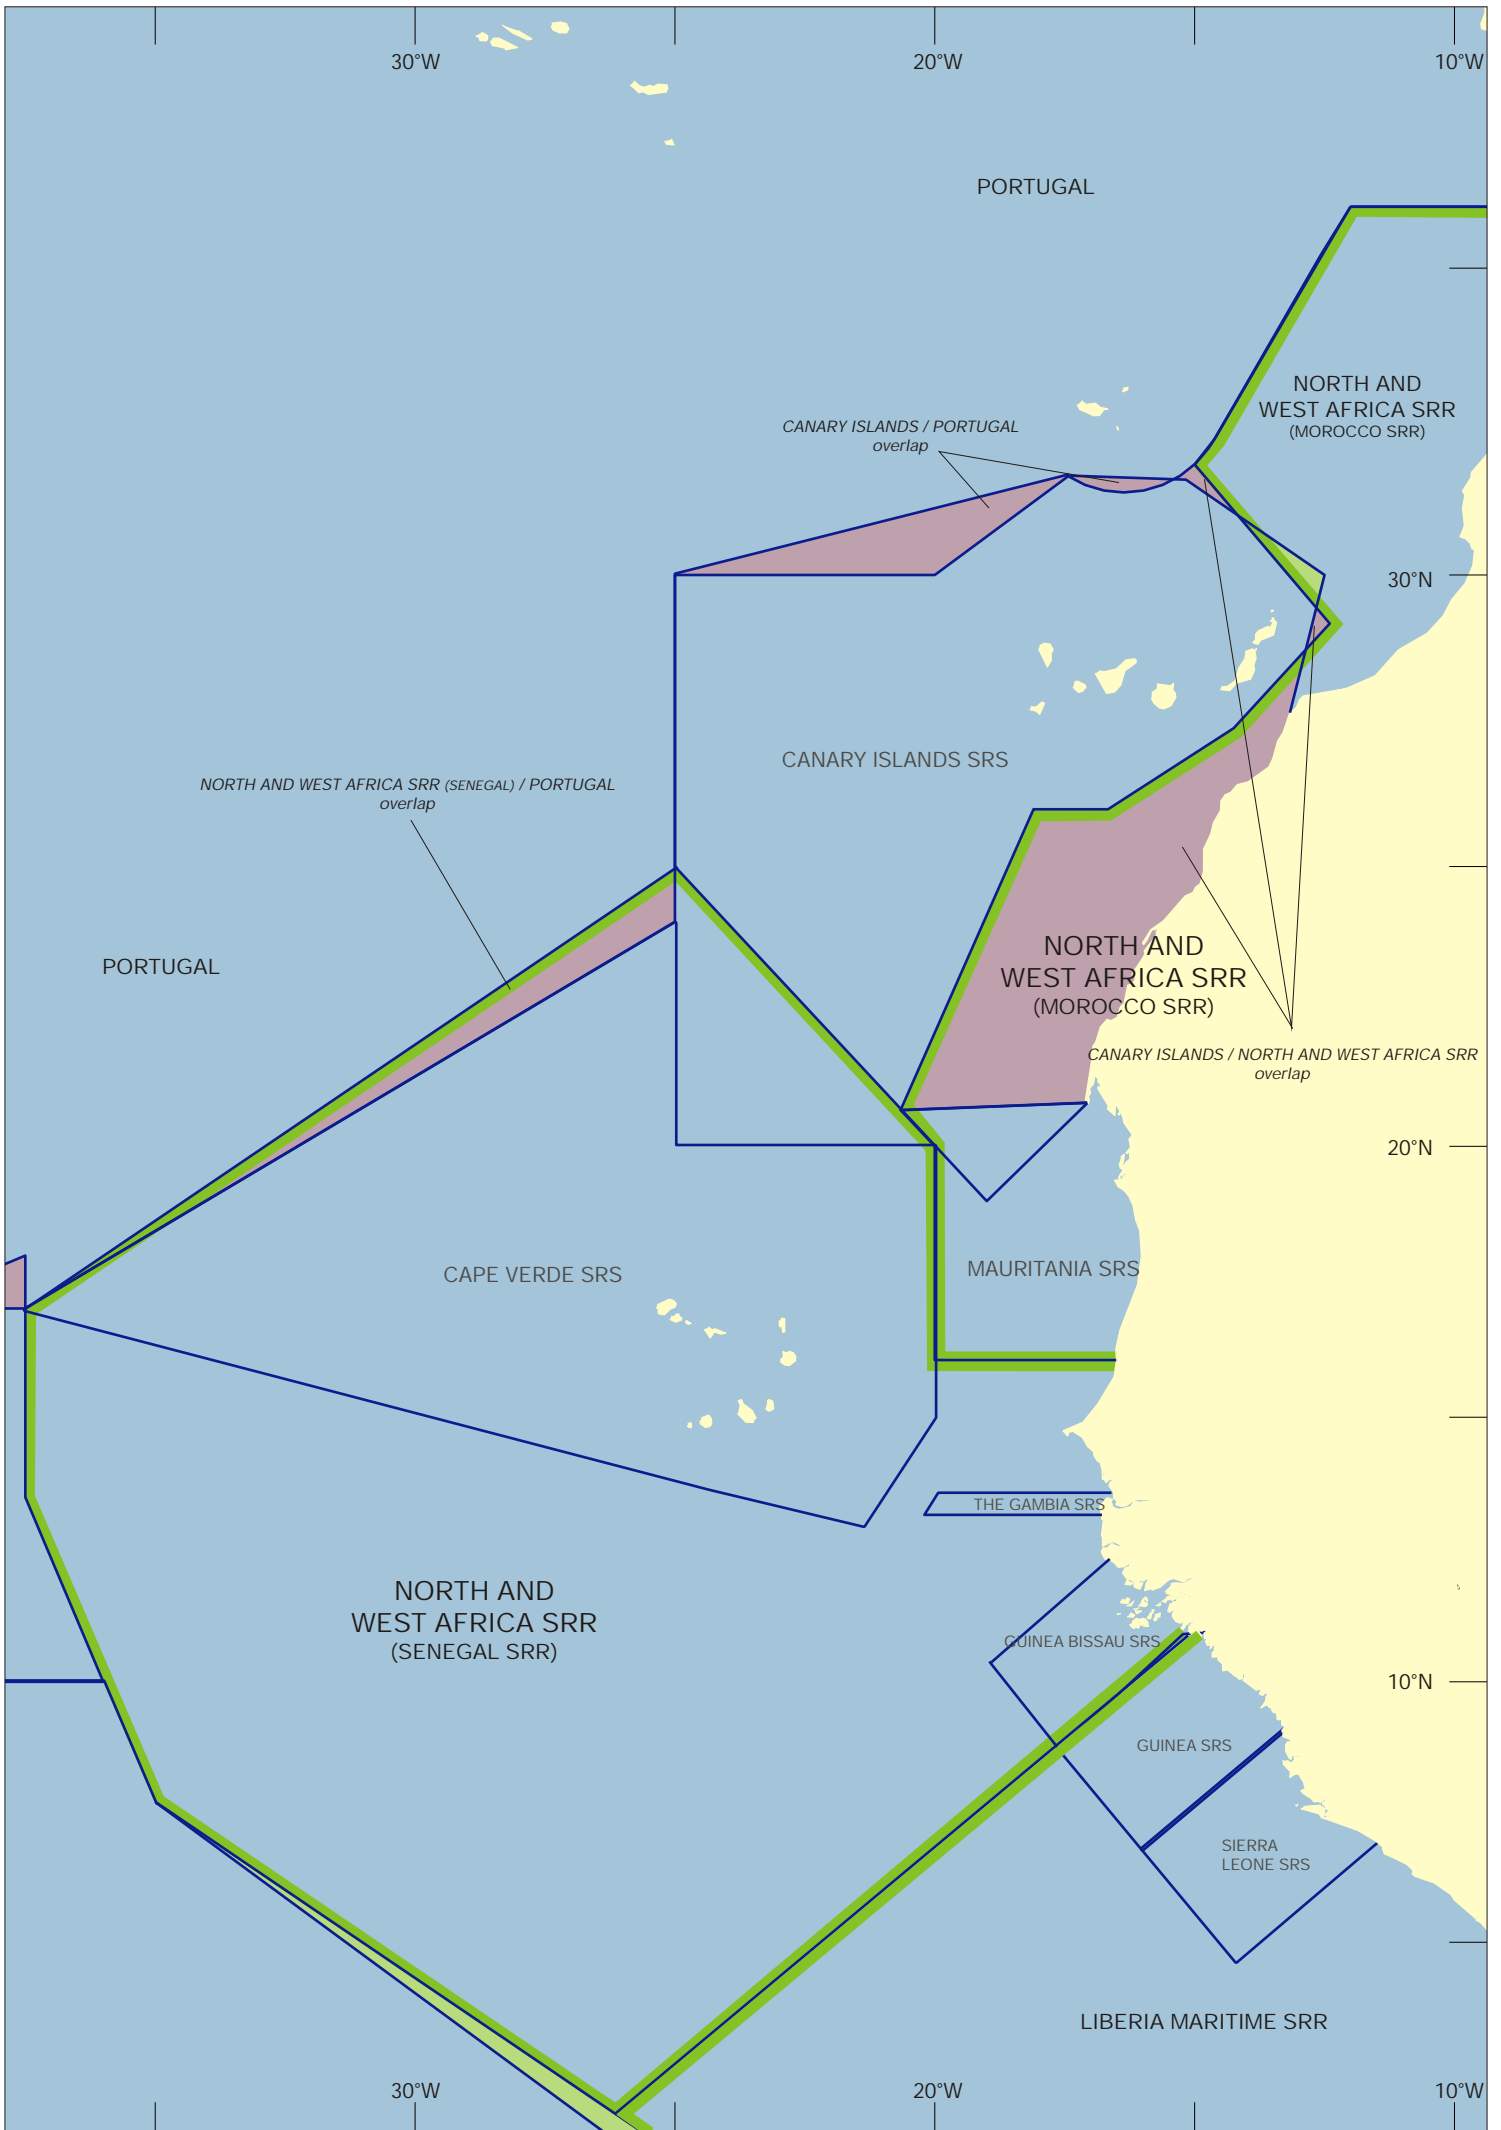 30°W
20°W
10°W
PORTUGAL
NORTH AND
WEST AFRICA SRR
(MOROCCO SRR)
CANARY ISLANDS / PORTUGAL
overlap
30°N
CANARY ISLANDS SRS
NORTH AND WEST AFRICA SRR (SENEGAL) / PORTUGAL
overlap
PORTUGAL
NORTH AND
WEST AFRICA SRR
(MOROCCO SRR)
CANARY ISLANDS / NORTH AND WEST AFRICA SRR
overlap
20°N
CAPE VERDE SRS
MAURITANIA SRS
THE GAMBIA SRS
NORTH AND
WEST AFRICA SRR
(SENEGAL SRR)
GUINEA BISSAU SRS
10°N
GUINEA SRS
SIERRA
LEONE SRS
LIBERIA MARITIME SRR
30°W
20°W
10°W